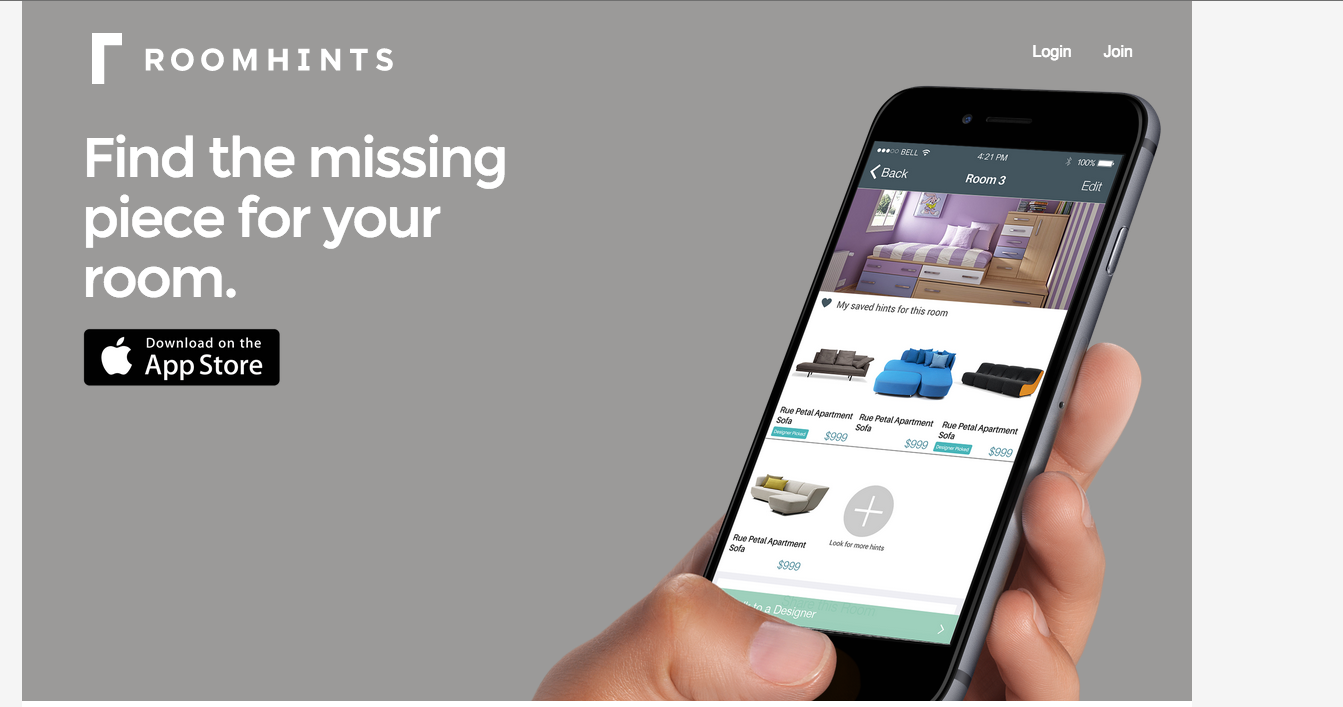 ROOMHINTS
Login
Join
Find the missing
piece for your
room.
Download on the
App Store
BELL
4:21 PM
100%
Back
Room 3
Edit
My saved hints for this room
Rue Petal Apartment
Sofa
Designer Picked
$999
Rue Petal Apartment
Sofa
$999
Rue Petal Apartment
Sofa
Designer Picked
$999
Rue Petal Apartment
Sofa
$999
Look for more hints
to a Designer